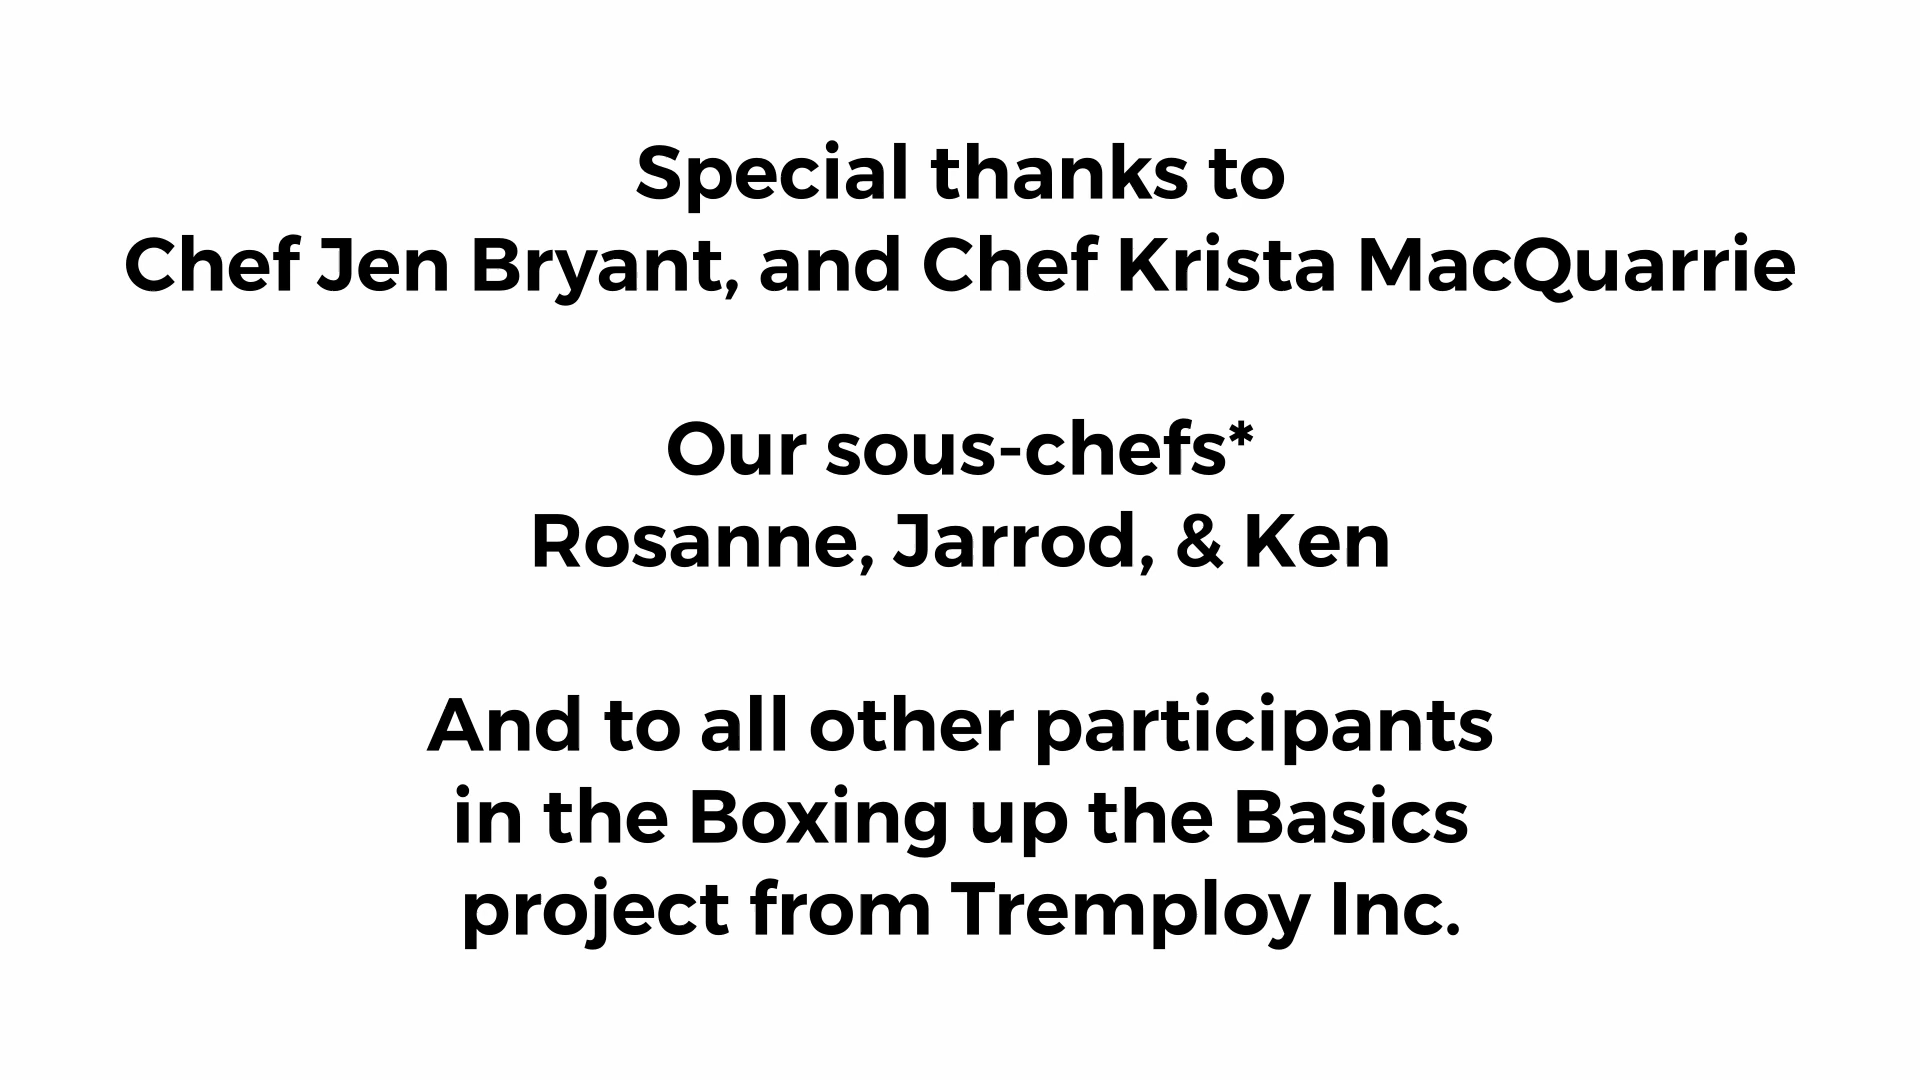 Special thanks to
Chef Jen Bryant, and Chef Krista MacQuarrie
Our sous-chefs*
Rosanne, Jarrod, & Ken
And to all other participants
in the Boxing up the Basics
project from Tremploy Inc.